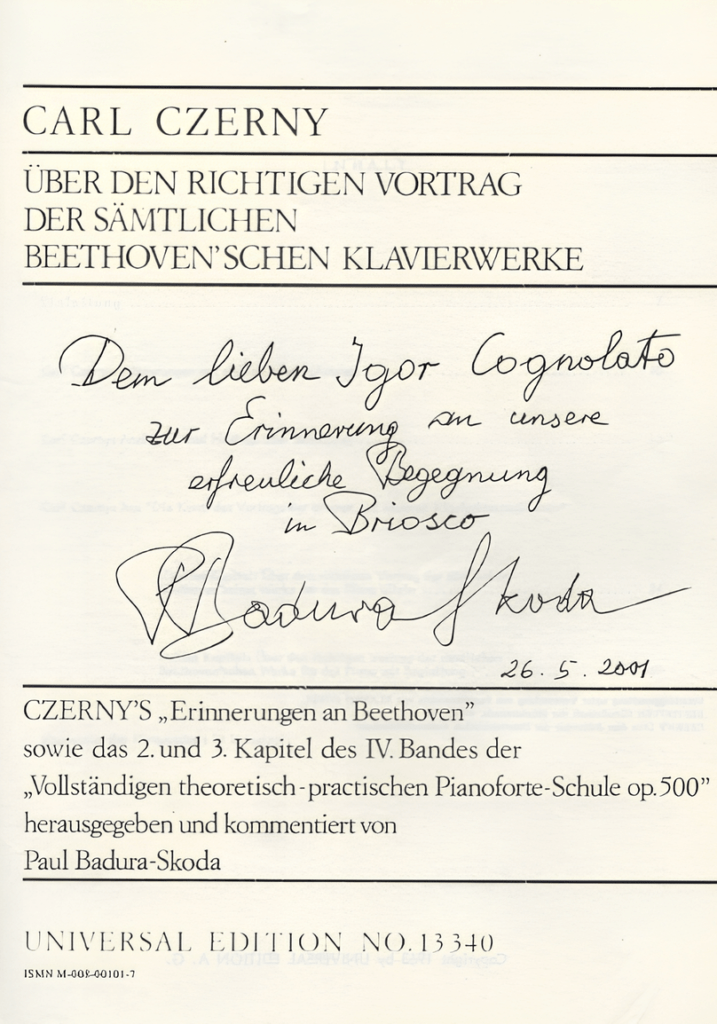 CARL CZERNY
ÜBER DEN RICHTIGEN VORTRAG
DER SÄMTLICHEN
BEETHOVEN'SCHEN KLAVIERWERKE
Dem lieben Igor Cognolato
zur Erinnerung an unsere
erfreuliche Begegnung
in Briosco
P Badura Skoda
26. 5. 2001
CZERNY'S „Erinnerungen an Beethoven”
sowie das 2. und 3. Kapitel des IV. Bandes der
„Vollständigen theoretisch-practischen Pianoforte-Schule op. 500”
herausgegeben und kommentiert von
Paul Badura-Skoda
UNIVERSAL EDITION NO. 13340
ISMN M-008-00101-7